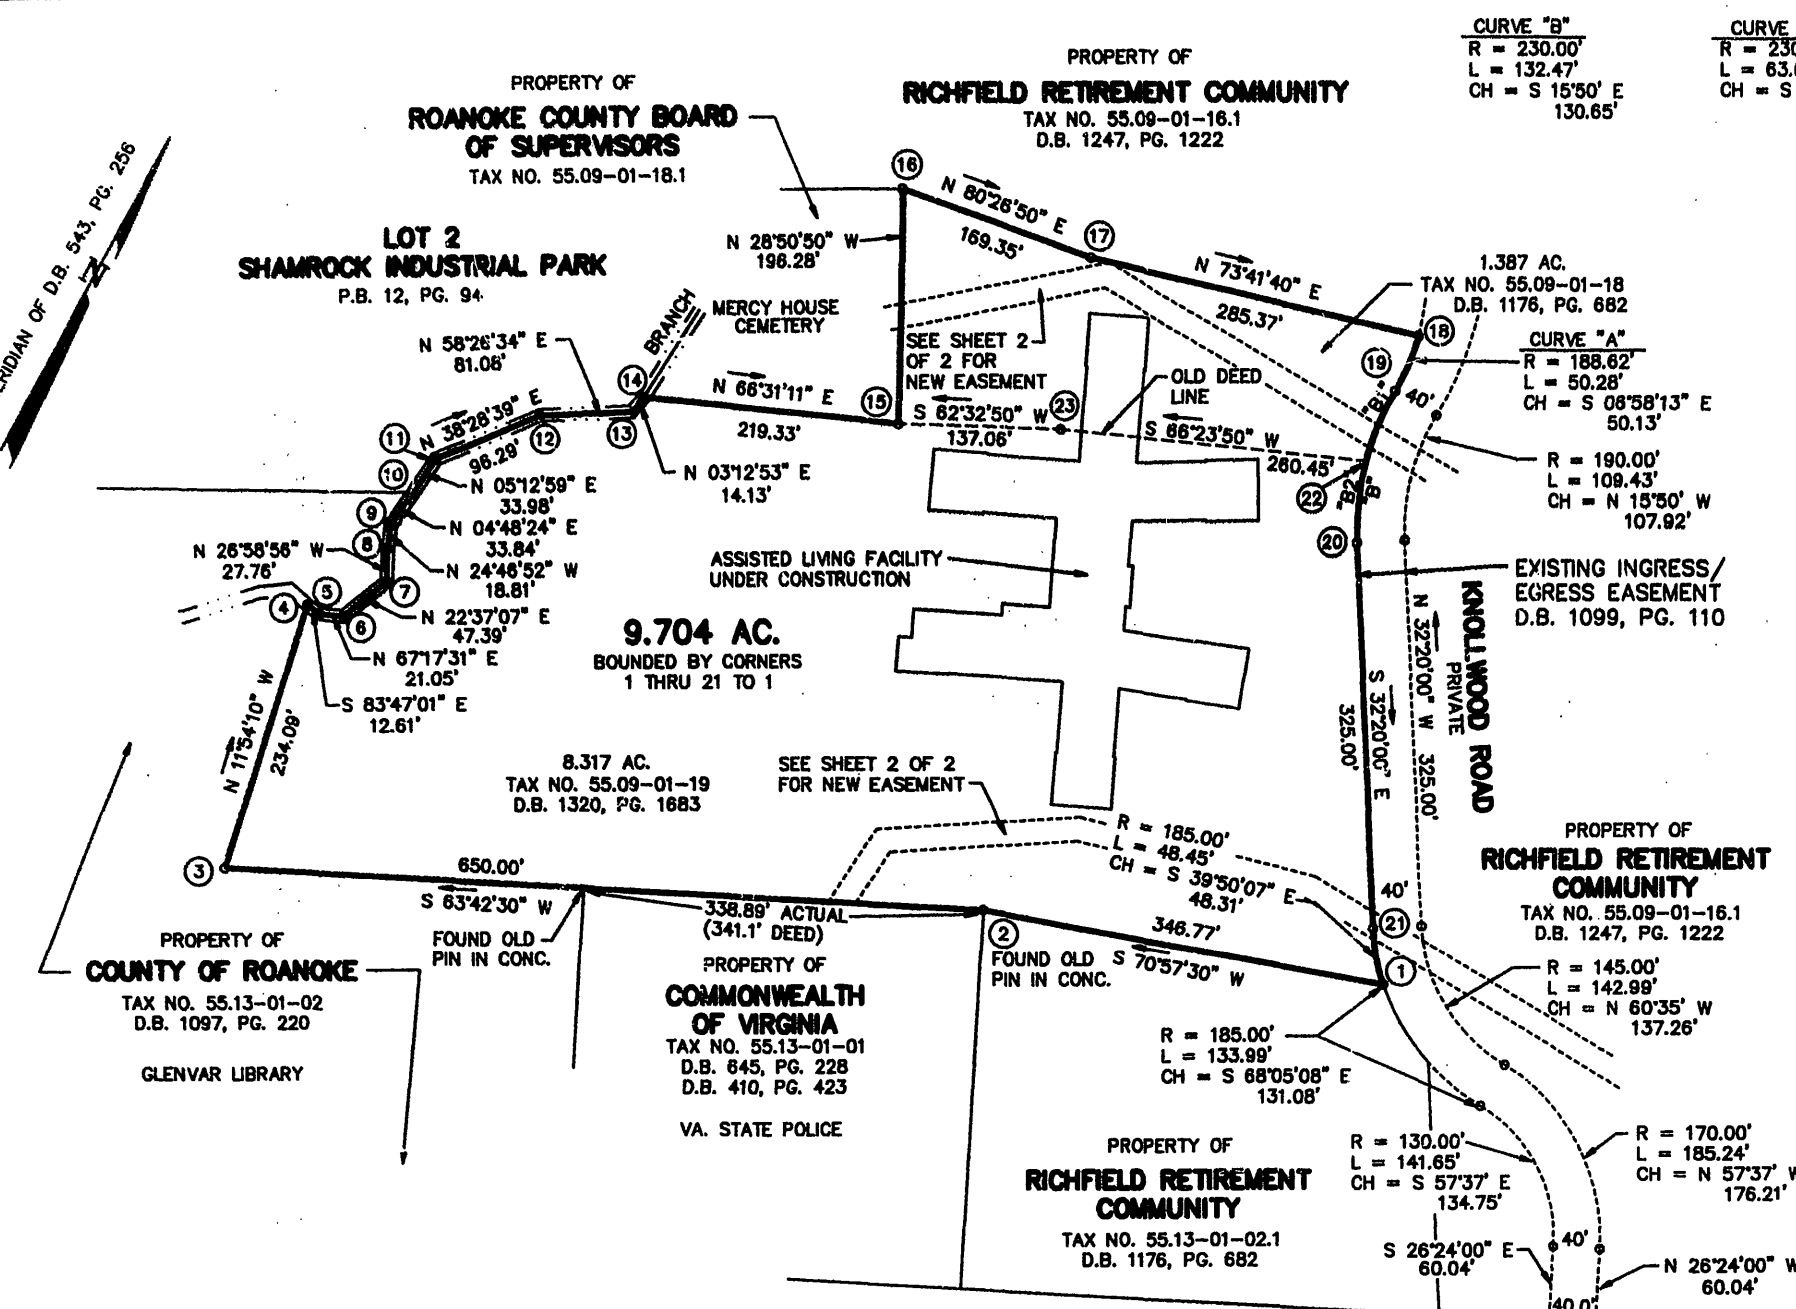 CURVE "B"
R = 230.00'
L = 132.47'
CH = S 15°50' E
130.65'
CURVE
R = 230
L = 63.
CH = S
PROPERTY OF
RICHFIELD RETIREMENT COMMUNITY
TAX NO. 55.09-01-16.1
D.B. 1247, PG. 1222
PROPERTY OF
ROANOKE COUNTY BOARD
OF SUPERVISORS
TAX NO. 55.09-01-18.1
ERIDIAN OF D.B. 543, PG. 256
N
LOT 2
SHAMROCK INDUSTRIAL PARK
P.B. 12, PG. 94
16
N 80°26'50" E
169.35'
17
N 28°50'50" W
196.28'
N 73°41'40" E
285.37'
1.387 AC.
TAX NO. 55.09-01-18
D.B. 1176, PG. 682
18
CURVE "A"
R = 188.62'
L = 50.28'
CH = S 06°58'13" E
50.13'
19
"B1"
40'
MERCY HOUSE
CEMETERY
BRANCH
N 58°26'34" E
81.06'
14
N 66°31'11" E
219.33'
15
SEE SHEET 2
OF 2 FOR
NEW EASEMENT
S 62°32'50" W
137.06'
23
OLD DEED
LINE
S 66°23'50" W
260.45'
22
"B2"
"B"
R = 190.00'
L = 109.43'
CH = N 15°50' W
107.92'
20
11
N 38°28'39" E
96.29'
12
13
N 03°12'53" E
14.13'
10
N 05°12'59" E
33.98'
9
N 04°48'24" E
33.84'
8
N 26°58'56" W
27.76'
N 24°46'52" W
18.81'
7
5
4
6
N 22°37'07" E
47.39'
N 67°17'31" E
21.05'
S 83°47'01" E
12.61'
ASSISTED LIVING FACILITY
UNDER CONSTRUCTION
EXISTING INGRESS/
EGRESS EASEMENT
D.B. 1099, PG. 110
9.704 AC.
BOUNDED BY CORNERS
1 THRU 21 TO 1
N 11°54'10" W
234.09'
S 32°20'00" E
325.00'
N 32°20'00" W 325.00'
KNOLLWOOD ROAD
PRIVATE
8.317 AC.
TAX NO. 55.09-01-19
D.B. 1320, PG. 1683
SEE SHEET 2 OF 2
FOR NEW EASEMENT
R = 185.00'
L = 48.45'
CH = S 39°50'07" E
48.31'
3
650.00'
S 63°42'30" W
338.89' ACTUAL
(341.1' DEED)
2
346.77'
S 70°57'30" W
40'
21
1
FOUND OLD
PIN IN CONC.
FOUND OLD
PIN IN CONC.
PROPERTY OF
RICHFIELD RETIREMENT
COMMUNITY
TAX NO. 55.09-01-16.1
D.B. 1247, PG. 1222
PROPERTY OF
COUNTY OF ROANOKE
TAX NO. 55.13-01-02
D.B. 1097, PG. 220
GLENVAR LIBRARY
PROPERTY OF
COMMONWEALTH
OF VIRGINIA
TAX NO. 55.13-01-01
D.B. 645, PG. 228
D.B. 410, PG. 423
VA. STATE POLICE
R = 145.00'
L = 142.99'
CH = N 60°35' W
137.26'
R = 185.00'
L = 133.99'
CH = S 68°05'08" E
131.08'
PROPERTY OF
RICHFIELD RETIREMENT
COMMUNITY
TAX NO. 55.13-01-02.1
D.B. 1176, PG. 682
R = 130.00'
L = 141.65'
CH = S 57°37' E
134.75'
R = 170.00'
L = 185.24'
CH = N 57°37' W
176.21'
S 26°24'00" E
60.04'
40'
N 26°24'00" W
60.04'
40.0'